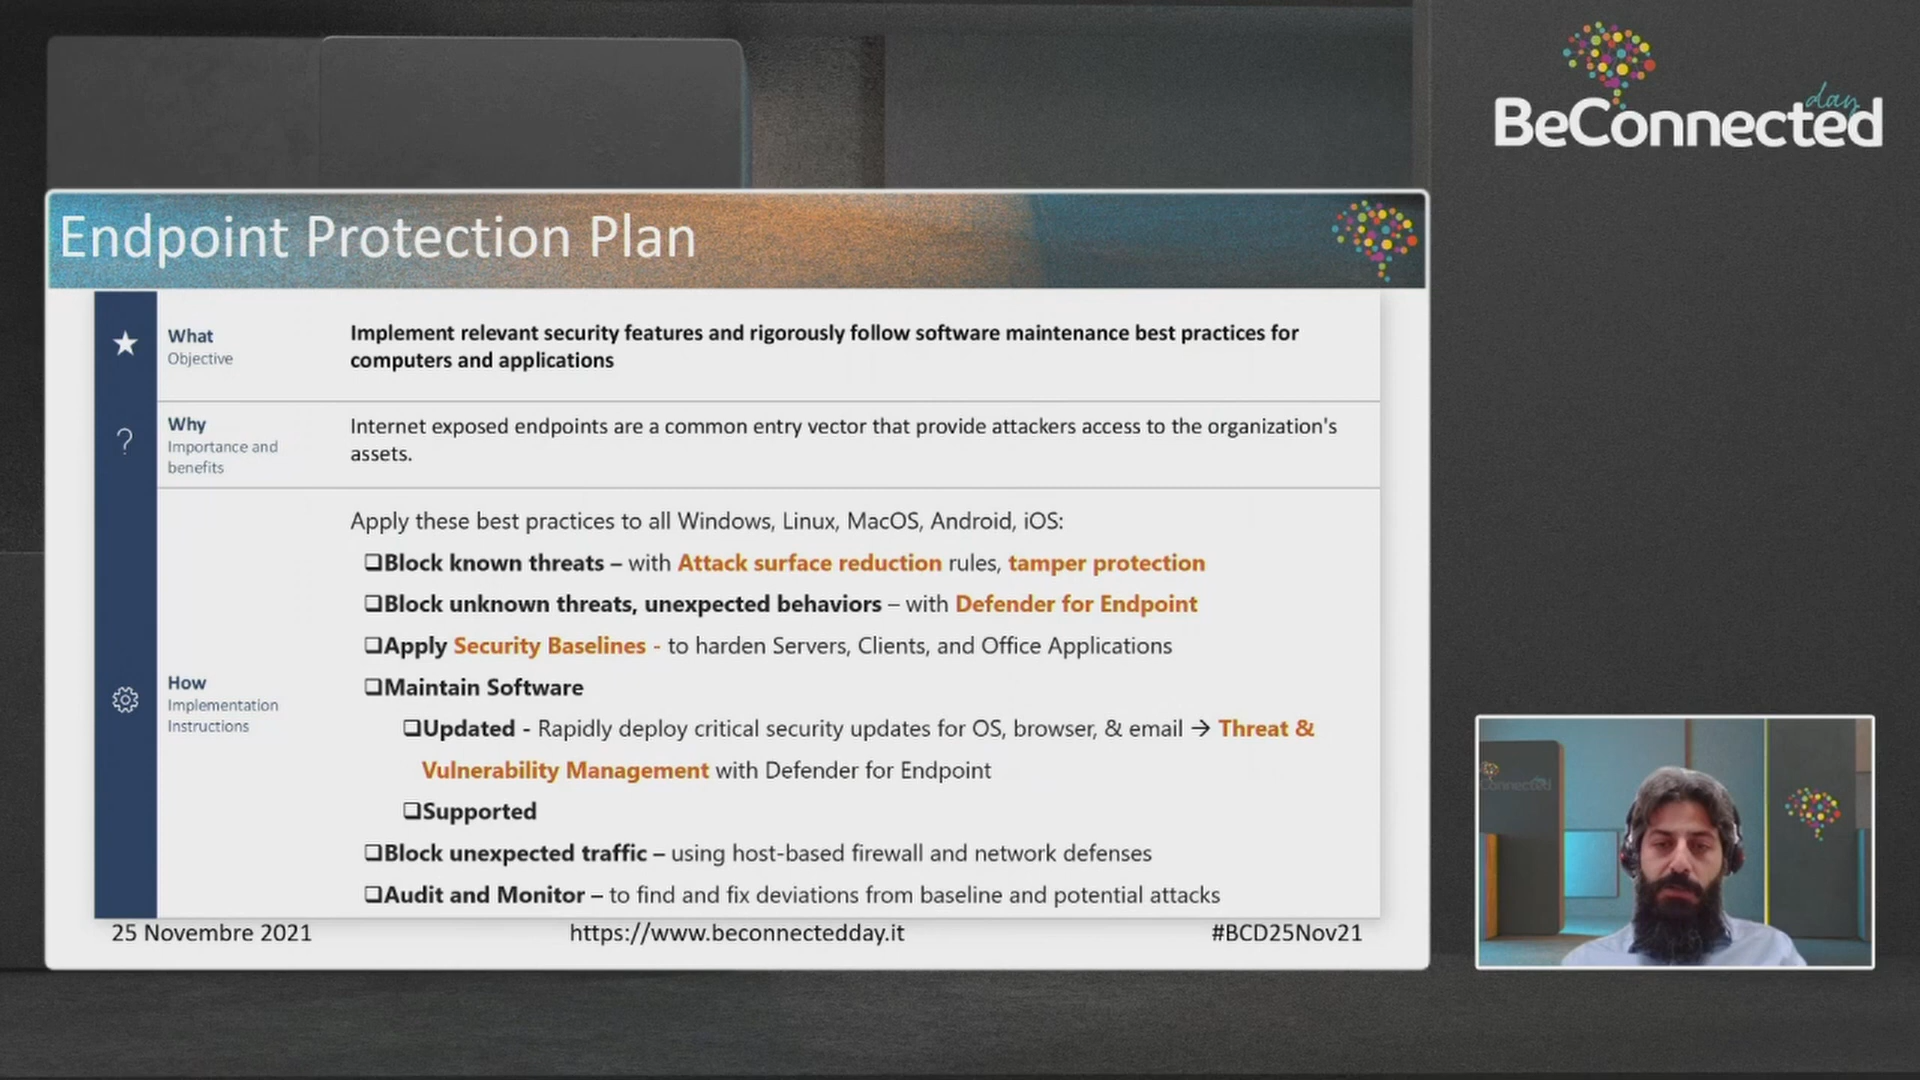 day
BeConnected
Endpoint Protection Plan
What
Objective
Implement relevant security features and rigorously follow software maintenance best practices for
computers and applications
?
Why
Importance and
benefits
Internet exposed endpoints are a common entry vector that provide attackers access to the organization's
assets.
How
Implementation
Instructions
Apply these best practices to all Windows, Linux, MacOS, Android, iOS:
❑Block known threats – with Attack surface reduction rules, tamper protection
❑Block unknown threats, unexpected behaviors – with Defender for Endpoint
❑Apply Security Baselines - to harden Servers, Clients, and Office Applications
❑Maintain Software
❑Updated - Rapidly deploy critical security updates for OS, browser, & email → Threat &
Vulnerability Management with Defender for Endpoint
❑Supported
❑Block unexpected traffic – using host-based firewall and network defenses
❑Audit and Monitor – to find and fix deviations from baseline and potential attacks
25 Novembre 2021
https://www.beconnectedday.it
#BCD25Nov21
Connected